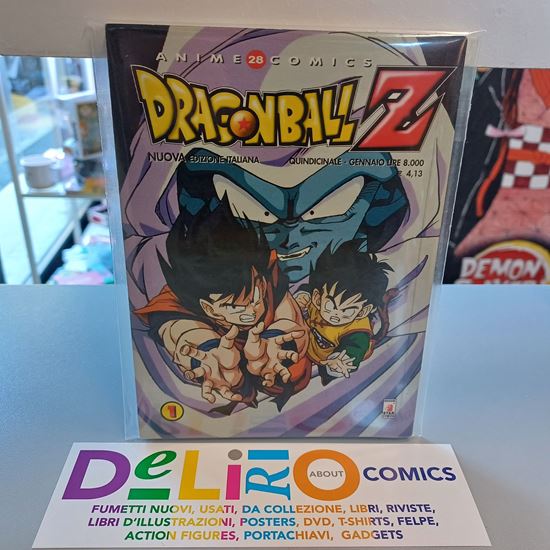 ANIME 28 COMICS
DRAGONBALL Z
NUOVA EDIZIONE ITALIANA
QUINDICINALE - GENNAIO LIRE 8.000
4,13
DEMON
1
STAR
DeLiRiO ABOUT COMICS
FUMETTI NUOVI, USATI, DA COLLEZIONE, LIBRI, RIVISTE,
LIBRI D'ILLUSTRAZIONI, POSTERS, DVD, T-SHIRTS, FELPE,
ACTION FIGURES, PORTACHIAVI, GADGETS